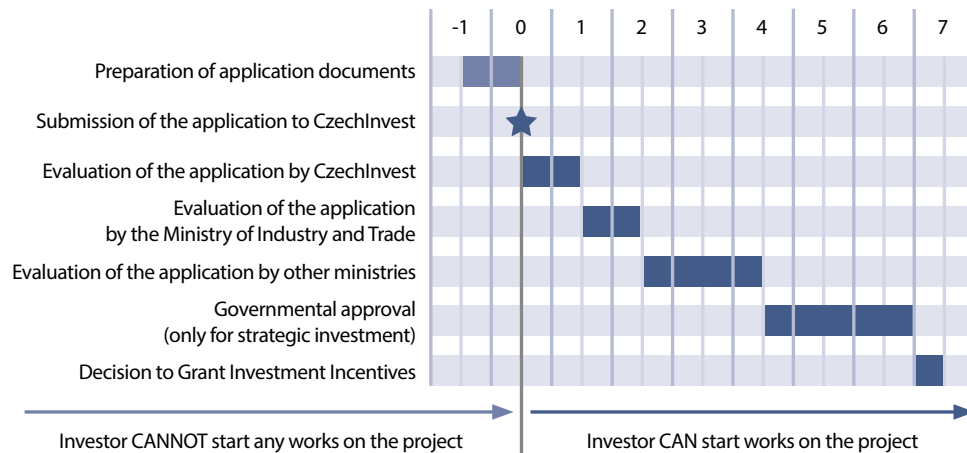 -1 0 1 2 3 4 5 6 7
Preparation of application documents
Submission of the application to CzechInvest
Evaluation of the application by CzechInvest
Evaluation of the application
by the Ministry of Industry and Trade
Evaluation of the application by other ministries
Governmental approval
(only for strategic investment)
Decision to Grant Investment Incentives
Investor CANNOT start any works on the project
Investor CAN start works on the project